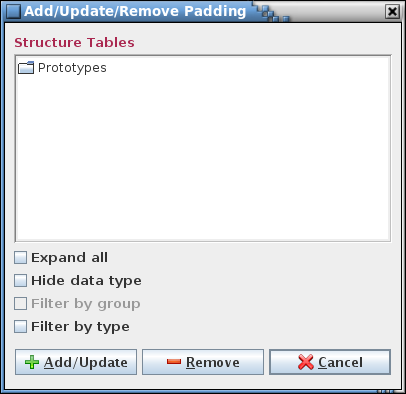 Add/Update/Remove Padding
Structure Tables
Prototypes
Expand all
Hide data type
Filter by group
Filter by type
Add/Update Remove Cancel